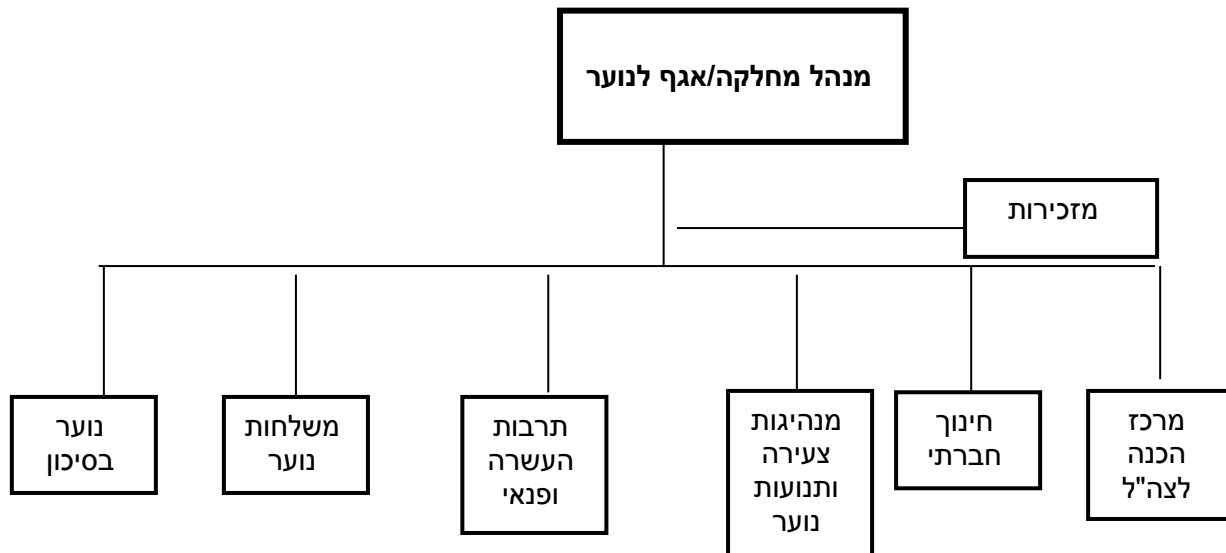 מנהל מחלקה/אגף לנוער
מזכירות
מרכז
הכנה
לצה"ל
חינוך
חברתי
מנהיגות
צעירה
ותנועות
נוער
תרבות
העשרה
ופנאי
משלחות
נוער
נוער
בסיכון